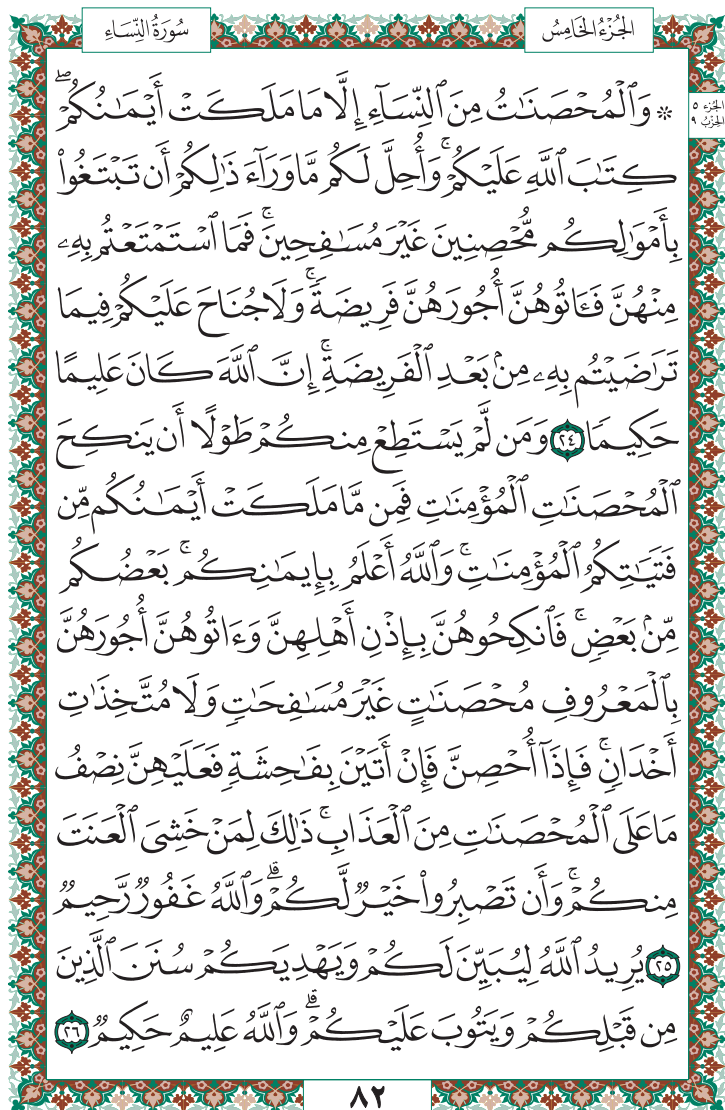 الجُزْءُ الخَامِسُ
سُورَةُ النِّسَاءِ
الجزء ٥
الحزب ٩
۞ وَٱلْمُحْصَنَٰتُ مِنَ ٱلنِّسَآءِ إِلَّا مَا مَلَكَتْ أَيْمَٰنُكُمْۖ
كِتَٰبَ ٱللَّهِ عَلَيْكُمْۚ وَأُحِلَّ لَكُم مَّا وَرَآءَ ذَٰلِكُمْ أَن تَبْتَغُوا۟
بِأَمْوَٰلِكُم مُّحْصِنِينَ غَيْرَ مُسَٰفِحِينَۚ فَمَا ٱسْتَمْتَعْتُم بِهِۦ
مِنْهُنَّ فَـَٔاتُوهُنَّ أُجُورَهُنَّ فَرِيضَةًۚ وَلَا جُنَاحَ عَلَيْكُمْ فِيمَا
تَرَٰضَيْتُم بِهِۦ مِنۢ بَعْدِ ٱلْفَرِيضَةِۚ إِنَّ ٱللَّهَ كَانَ عَلِيمًا
حَكِيمًا ٢٤ وَمَن لَّمْ يَسْتَطِعْ مِنكُمْ طَوْلًا أَن يَنكِحَ
ٱلْمُحْصَنَٰتِ ٱلْمُؤْمِنَٰتِ فَمِن مَّا مَلَكَتْ أَيْمَٰنُكُم مِّن
فَتَيَٰتِكُمُ ٱلْمُؤْمِنَٰتِۚ وَٱللَّهُ أَعْلَمُ بِإِيمَٰنِكُمۚ بَعْضُكُم
مِّنۢ بَعْضٍۚ فَٱنكِحُوهُنَّ بِإِذْنِ أَهْلِهِنَّ وَءَاتُوهُنَّ أُجُورَهُنَّ
بِٱلْمَعْرُوفِ مُحْصَنَٰتٍ غَيْرَ مُسَٰفِحَٰتٍ وَلَا مُتَّخِذَٰتِ
أَخْدَانٍۚ فَإِذَآ أُحْصِنَّ فَإِنْ أَتَيْنَ بِفَٰحِشَةٍ فَعَلَيْهِنَّ نِصْفُ
مَا عَلَى ٱلْمُحْصَنَٰتِ مِنَ ٱلْعَذَابِۚ ذَٰلِكَ لِمَنْ خَشِىَ ٱلْعَنَتَ
مِنكُمْۚ وَأَن تَصْبِرُوا۟ خَيْرٌ لَّكُمْۗ وَٱللَّهُ غَفُورٌ رَّحِيمٌ
٢٥ يُرِيدُ ٱللَّهُ لِيُبَيِّنَ لَكُمْ وَيَهْدِيَكُمْ سُنَنَ ٱلَّذِينَ
مِن قَبْلِكُمْ وَيَتُوبَ عَلَيْكُمْۗ وَٱللَّهُ عَلِيمٌ حَكِيمٌ ٢٦
٨٢